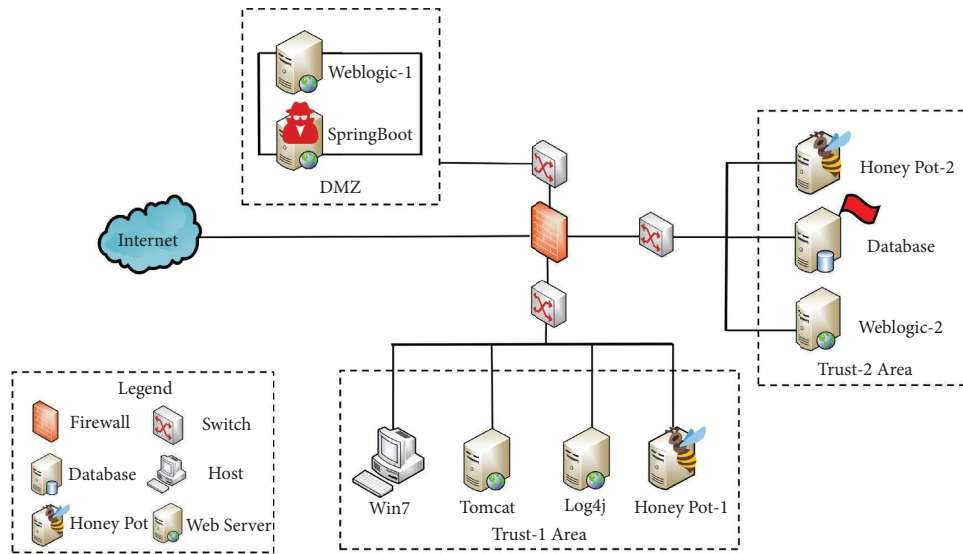 Weblogic-1
SpringBoot
DMZ
Internet
Honey Pot-2
Database
Weblogic-2
Trust-2 Area
Legend
Firewall
Switch
Database
Host
Honey Pot
Web Server
Win7
Tomcat
Log4j
Honey Pot-1
Trust-1 Area